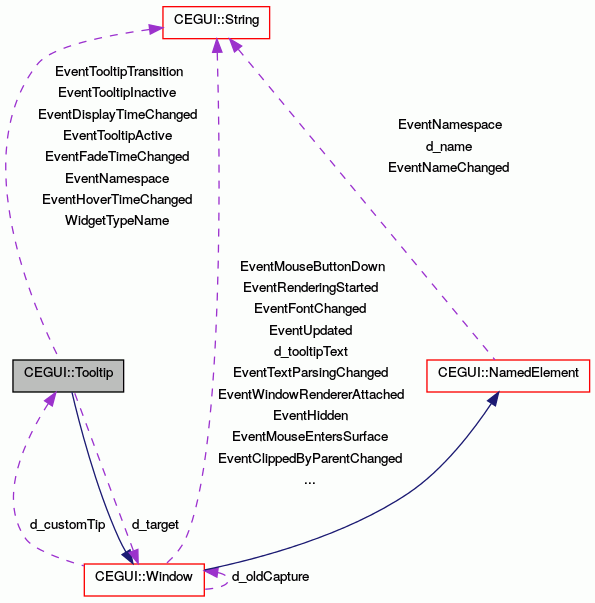 CEGUI::String
EventTooltipTransition
EventTooltipInactive
EventDisplayTimeChanged
EventTooltipActive
EventFadeTimeChanged
EventNamespace
EventHoverTimeChanged
WidgetTypeName
EventNamespace
d_name
EventNameChanged
EventMouseButtonDown
EventRenderingStarted
EventFontChanged
EventUpdated
d_tooltipText
EventTextParsingChanged
EventWindowRendererAttached
EventHidden
EventMouseEntersSurface
EventClippedByParentChanged
...
CEGUI::Tooltip
CEGUI::NamedElement
d_customTip
d_target
CEGUI::Window
d_oldCapture